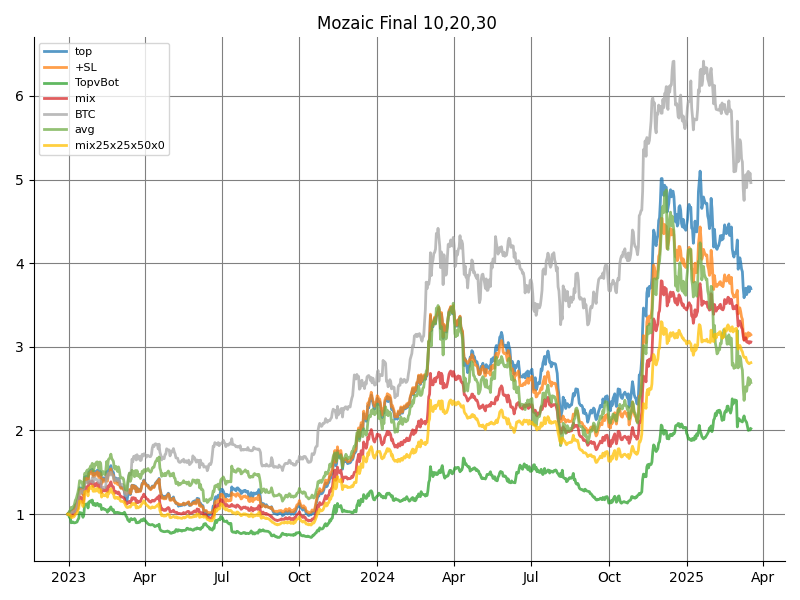 Mozaic Final 10,20,30
top
+SL
TopvBot
mix
BTC
avg
mix25x25x50x0
6
5
4
3
2
1
2023 Apr Jul Oct 2024 Apr Jul Oct 2025 Apr